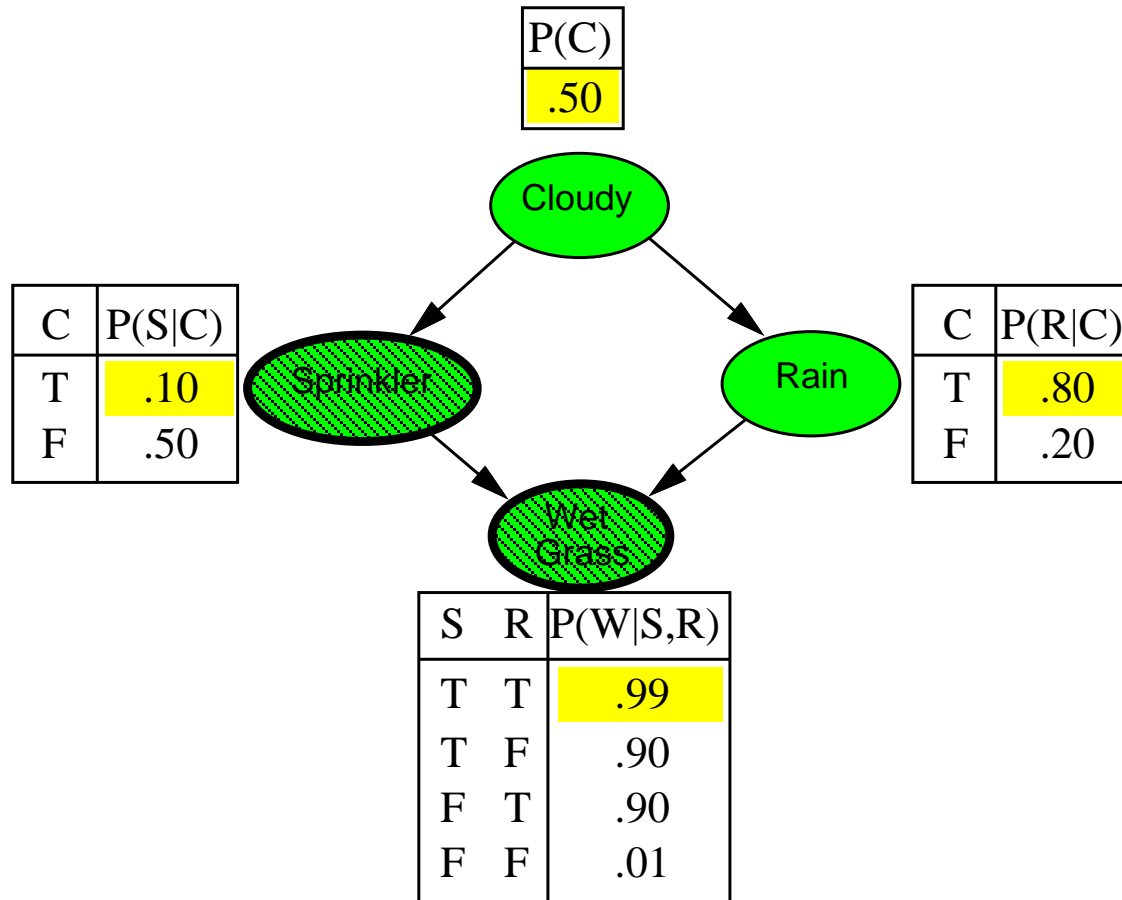 P(C)
.50
Cloudy
C P(S|C)
T .10
F .50
Sprinkler
Rain
C P(R|C)
T .80
F .20
Wet
Grass
S R P(W|S,R)
T T .99
T F .90
F T .90
F F .01